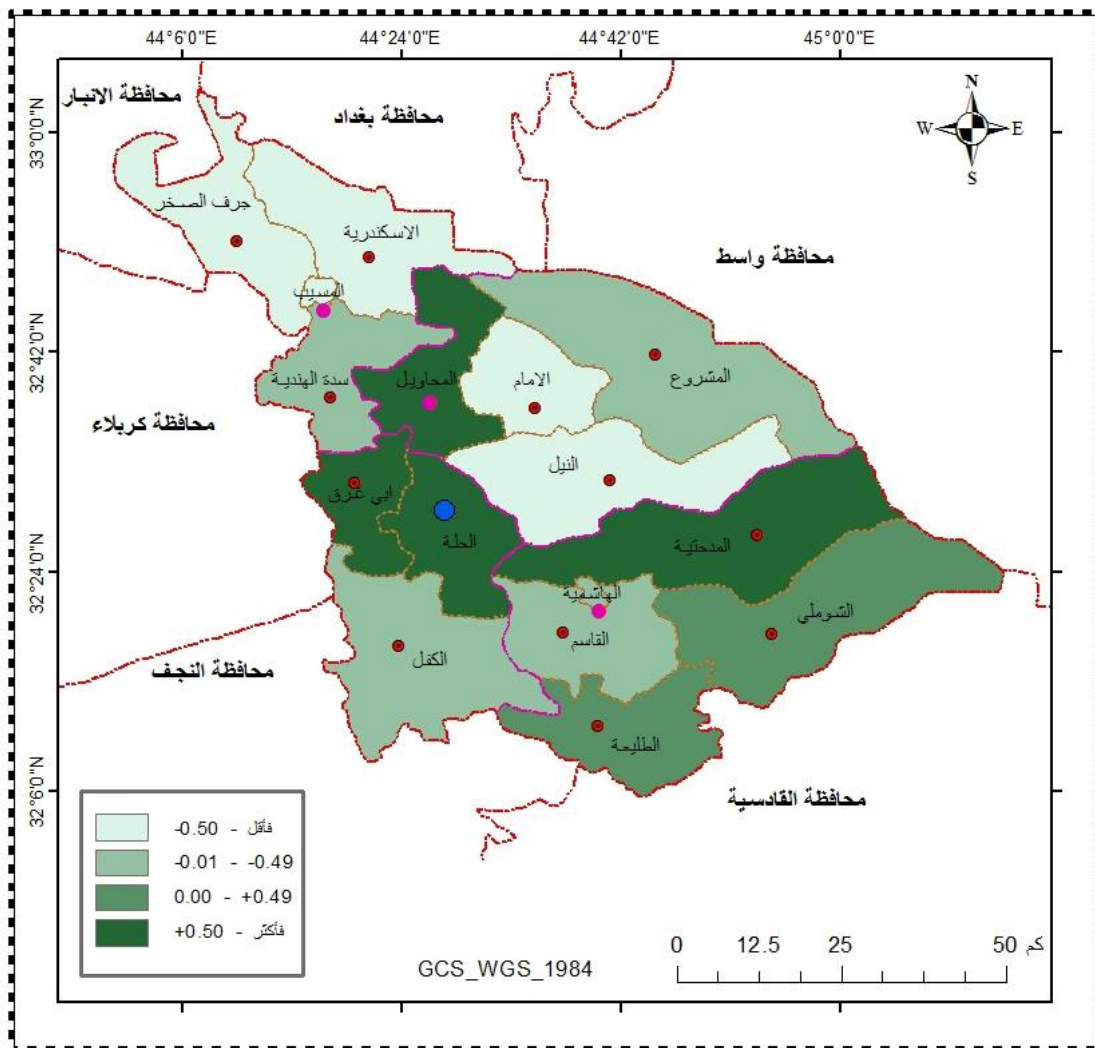 44°6'0"E
44°24'0"E
44°42'0"E
45°0'0"E
محافظة الانبار
محافظة بغداد
N
W
E
S
33°0'0"N
جرف الصخر
الاسكندرية
محافظة واسط
المسيب
32°42'0"N
سدة الهندية
المحاويل
الامام
المشروع
محافظة كربلاء
النيل
ابي غرق
الحلة
المدحتية
32°24'0"N
الهاشمية
الشوملي
القاسم
الكفل
محافظة النجف
الطليعة
32°6'0"N
محافظة القادسية
-0.50 - فأقل
-0.01 - -0.49
0.00 - +0.49
+0.50 - فأكثر
0 12.5 25 50 كم
GCS_WGS_1984